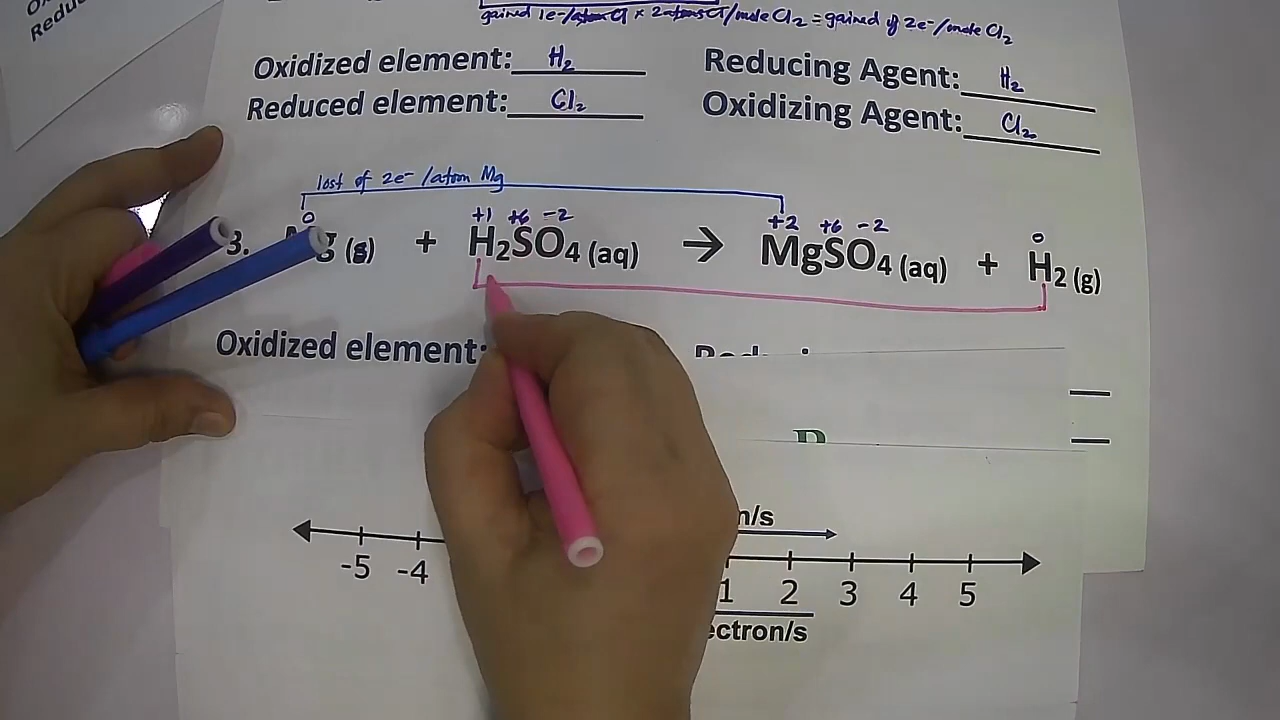 Redu
gained 1e-/atom Cl × 2 atoms Cl/mole Cl2 = gained of 2e-/mole Cl2
Oxidized element: H2 Reducing Agent: H2
Reduced element: Cl2 Oxidizing Agent: Cl2
lost of 2e- /atom Mg
0 +1 +6 -2 +2 +6 -2 0
3. Mg (s) + H2SO4 (aq) → MgSO4 (aq) + H2 (g)
Oxidized element:
n/s
-5 -4 1 2 3 4 5
ectron/s